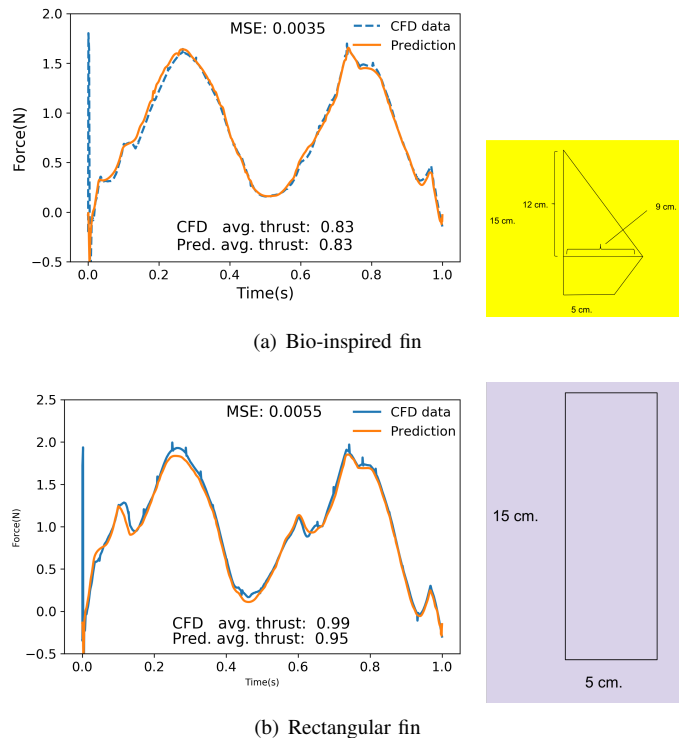 2.0
1.5
1.0
0.5
0.0
−0.5
Force(N)
MSE: 0.0035
CFD data
Prediction
CFD avg. thrust: 0.83
Pred. avg. thrust: 0.83
0.0 0.2 0.4 0.6 0.8 1.0
Time(s)
12 cm.
9 cm.
15 cm.
5 cm.
(a) Bio-inspired fin
2.5
2.0
1.5
1.0
0.5
0.0
−0.5
Force(N)
MSE: 0.0055
CFD data
Prediction
CFD avg. thrust: 0.99
Pred. avg. thrust: 0.95
0.0 0.2 0.4 0.6 0.8 1.0
Time(s)
15 cm.
5 cm.
(b) Rectangular fin